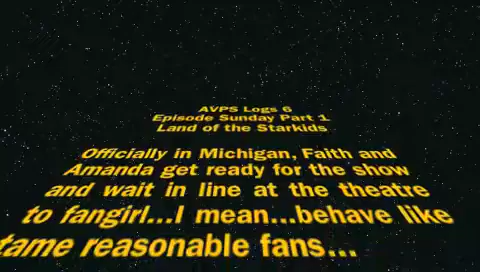 AVPS Logs 6
Episode Sunday Part 1
Land of the Starkids
Officially in Michigan, Faith and
Amanda get ready for the show
and wait in line at the theatre
to fangirl...I mean...behave like
tame reasonable fans...